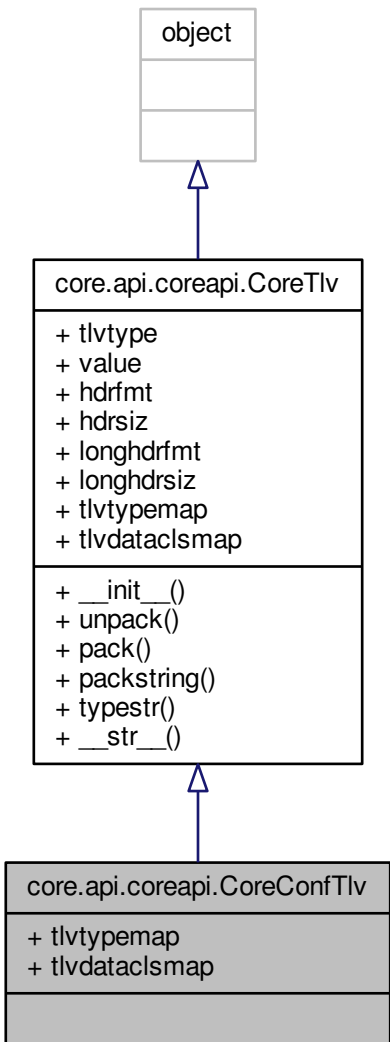 object
core.api.coreapi.CoreTlv
+ tlvtype
+ value
+ hdrfmt
+ hdrsiz
+ longhdrfmt
+ longhdrsiz
+ tlvtypemap
+ tlvdataclsmap
+ __init__()
+ unpack()
+ pack()
+ packstring()
+ typestr()
+ __str__()
core.api.coreapi.CoreConfTlv
+ tlvtypemap
+ tlvdataclsmap